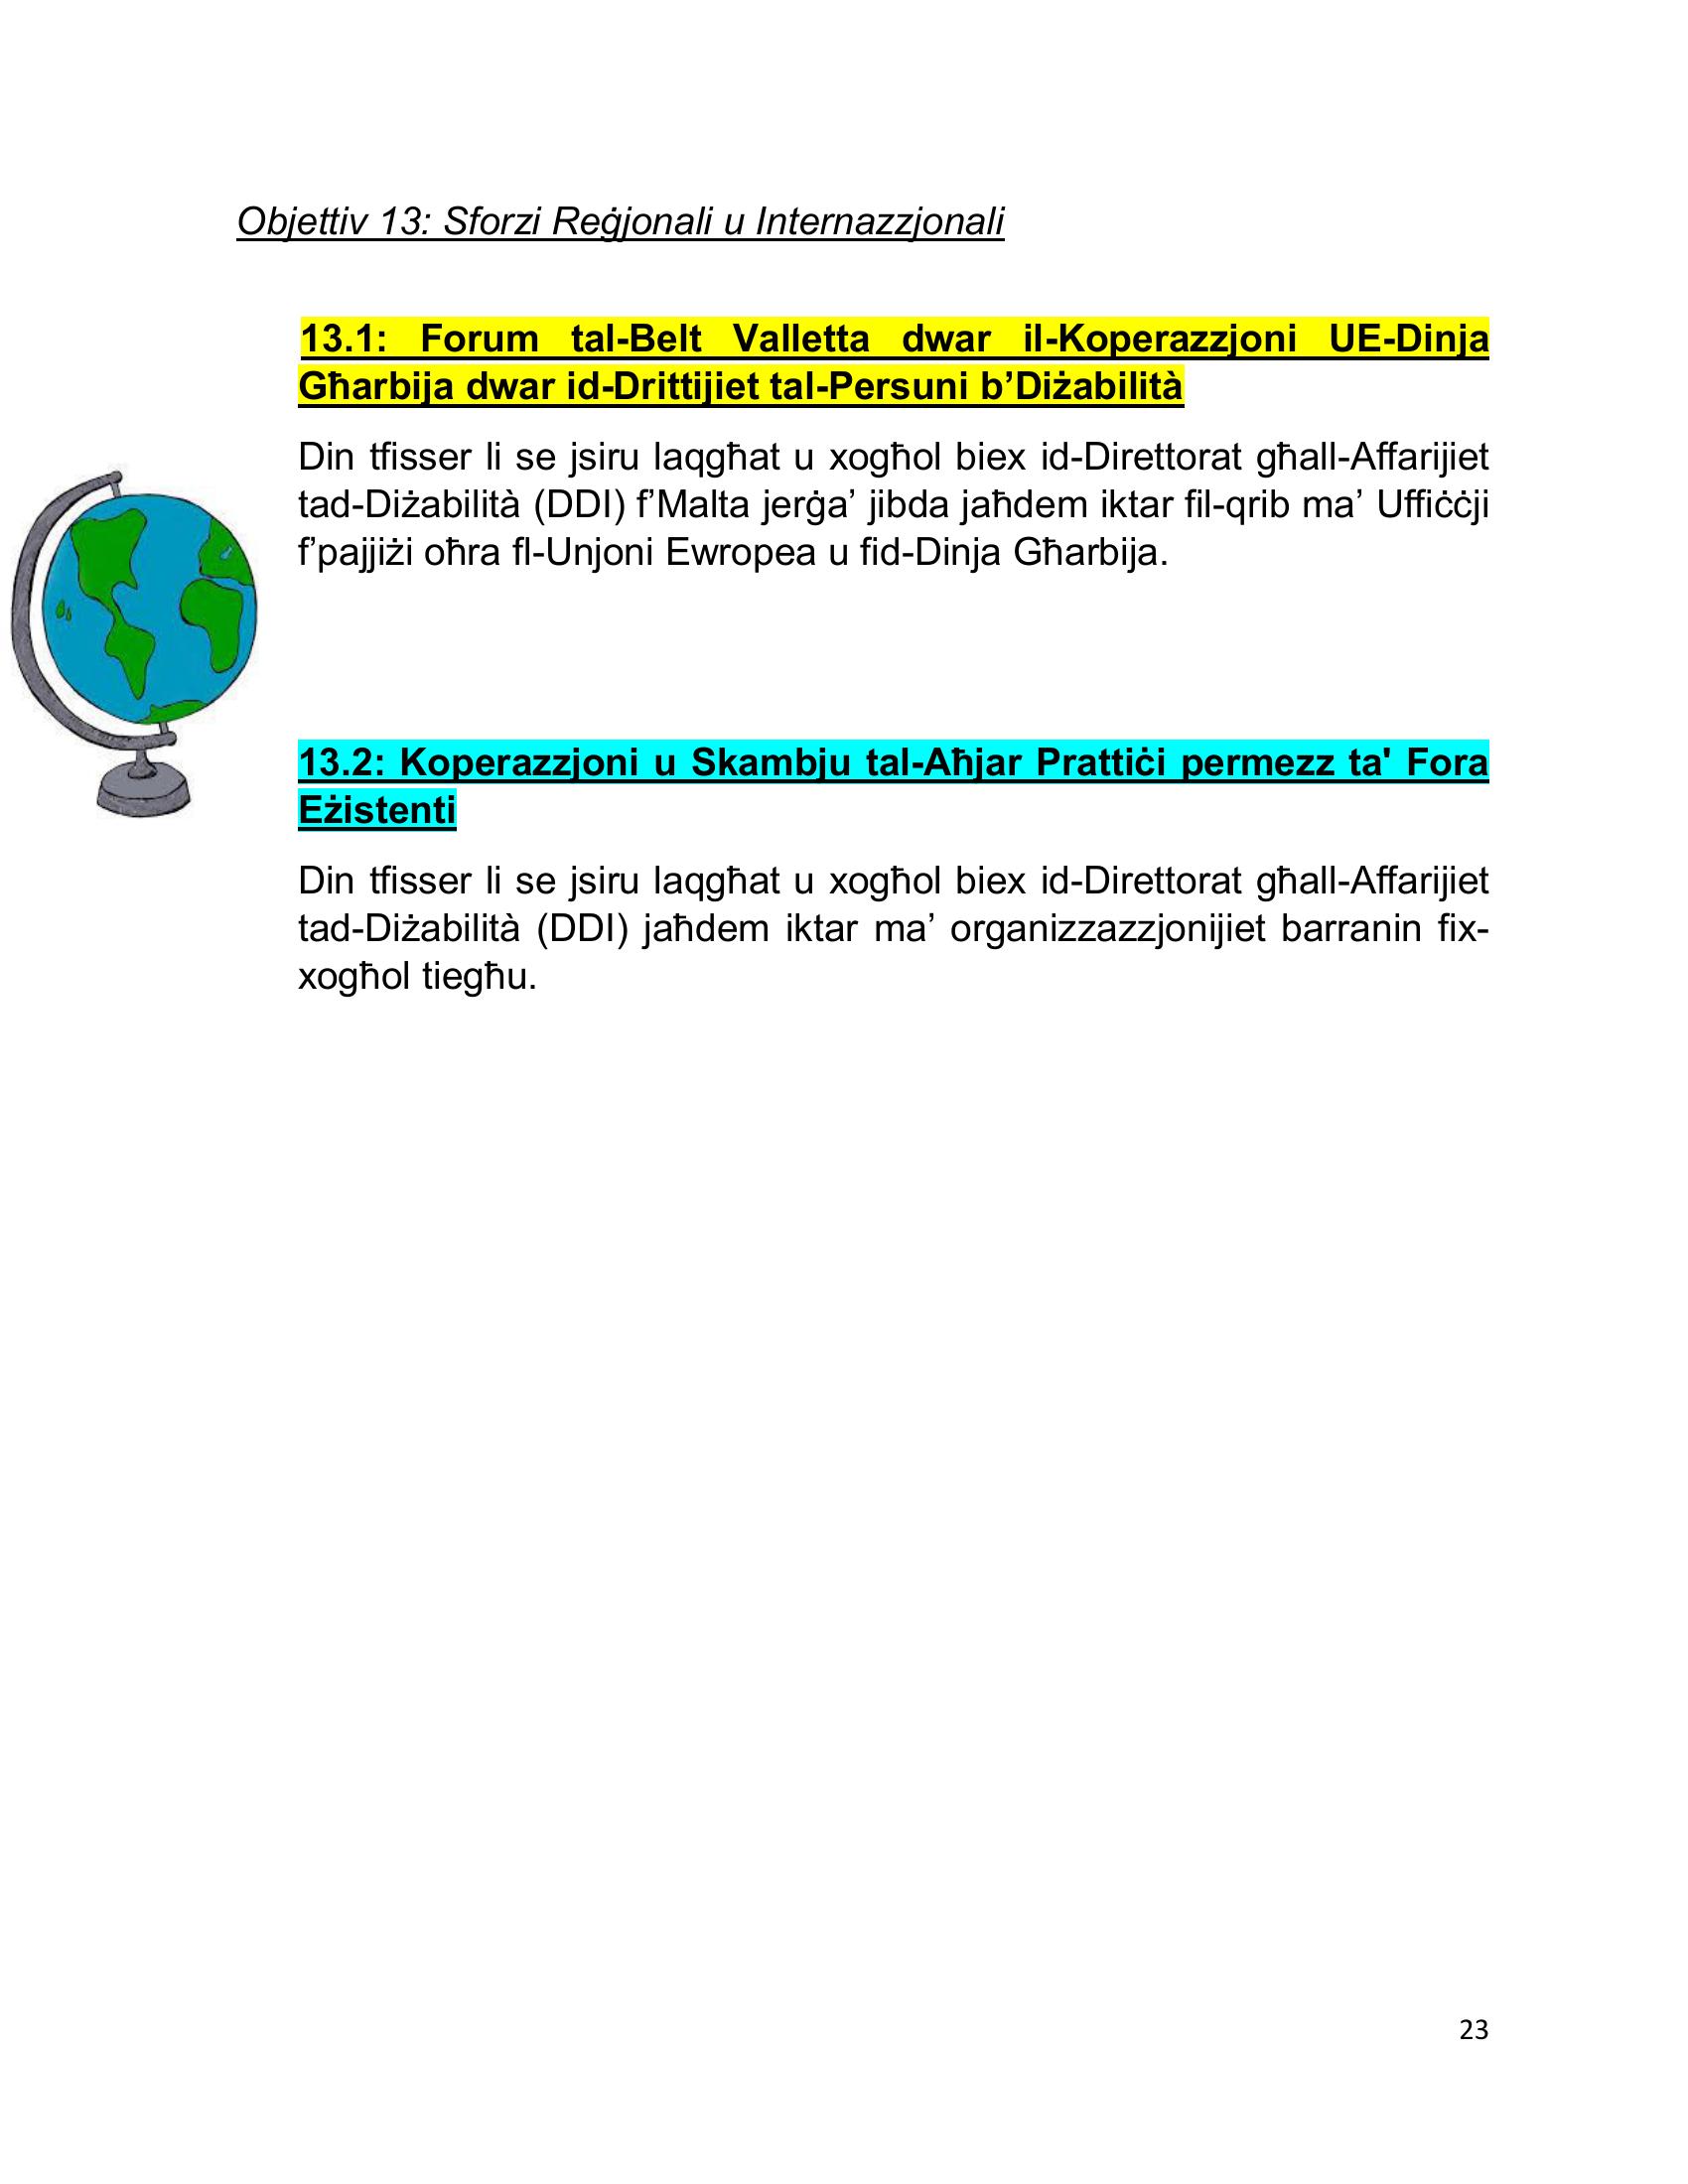 Objettiv 13: Sforzi Reġjonali u Internazzjonali
13.1: Forum tal-Belt Valletta dwar il-Koperazzjoni UE-Dinja
Għarbija dwar id-Drittijiet tal-Persuni b’Diżabilità
Din tfisser li se jsiru laqgħat u xogħol biex id-Direttorat għall-Affarijiet
tad-Diżabilità (DDI) f’Malta jerġa’ jibda jaħdem iktar fil-qrib ma’ Uffiċċji
f’pajjiżi oħra fl-Unjoni Ewropea u fid-Dinja Għarbija.
13.2: Koperazzjoni u Skambju tal-Aħjar Prattiċi permezz ta' Fora
Eżistenti
Din tfisser li se jsiru laqgħat u xogħol biex id-Direttorat għall-Affarijiet
tad-Diżabilità (DDI) jaħdem iktar ma’ organizzazzjonijiet barranin fix-
xogħol tiegħu.
23